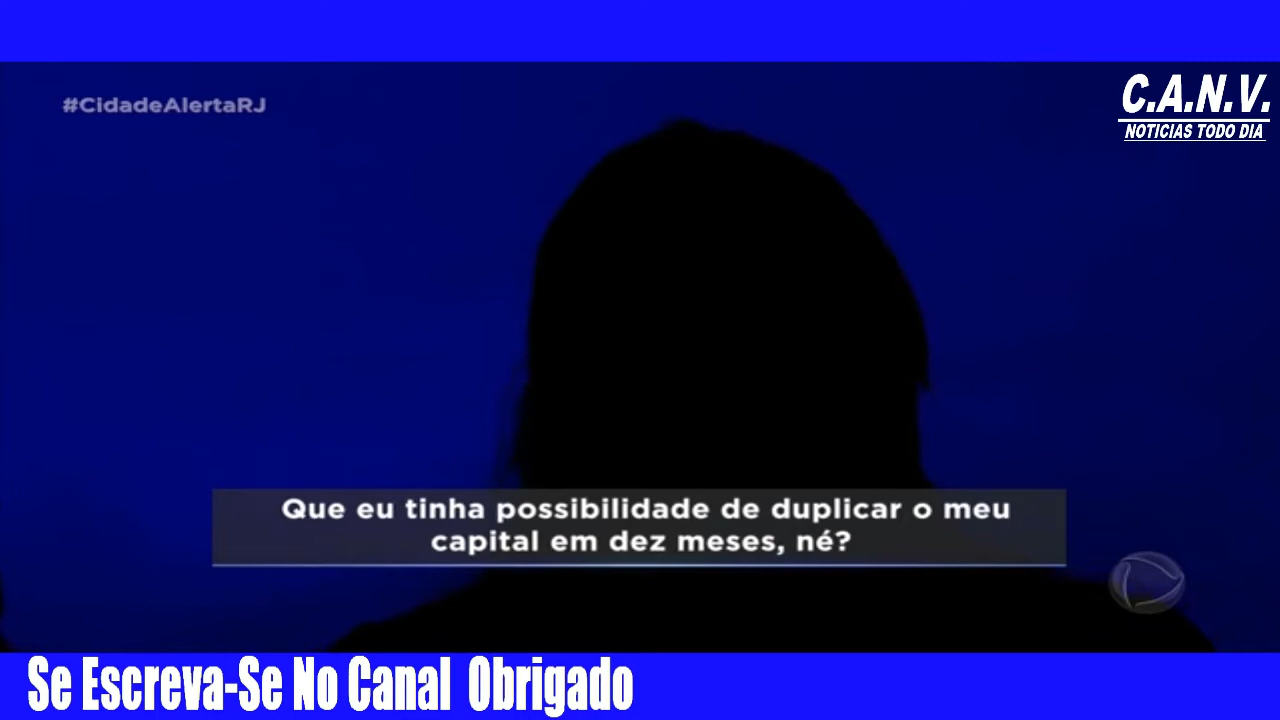 #CidadeAlertaRJ
C.A.N.V.
NOTICIAS TODO DIA
Que eu tinha possibilidade de duplicar o meu
capital em dez meses, né?
Se Escreva-Se No Canal Obrigado